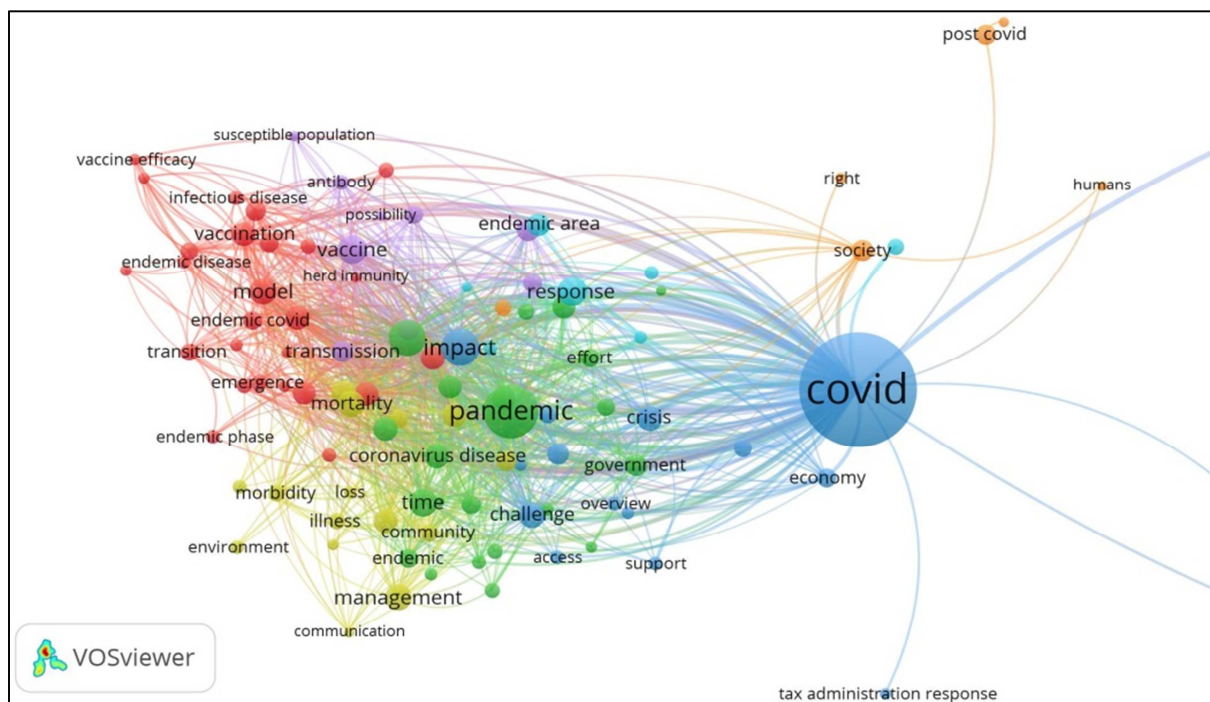 post covid
susceptible population
vaccine efficacy
antibody
right
humans
infectious disease
possibility
vaccination
vaccine
endemic area
society
endemic disease
herd immunity
model
response
endemic covid
transition
transmission
impact
effort
emergence
mortality
pandemic
crisis
covid
endemic phase
coronavirus disease
government
economy
morbidity
loss
time
challenge
overview
illness
community
environment
endemic
access
support
management
communication
VOSviewer
tax administration response